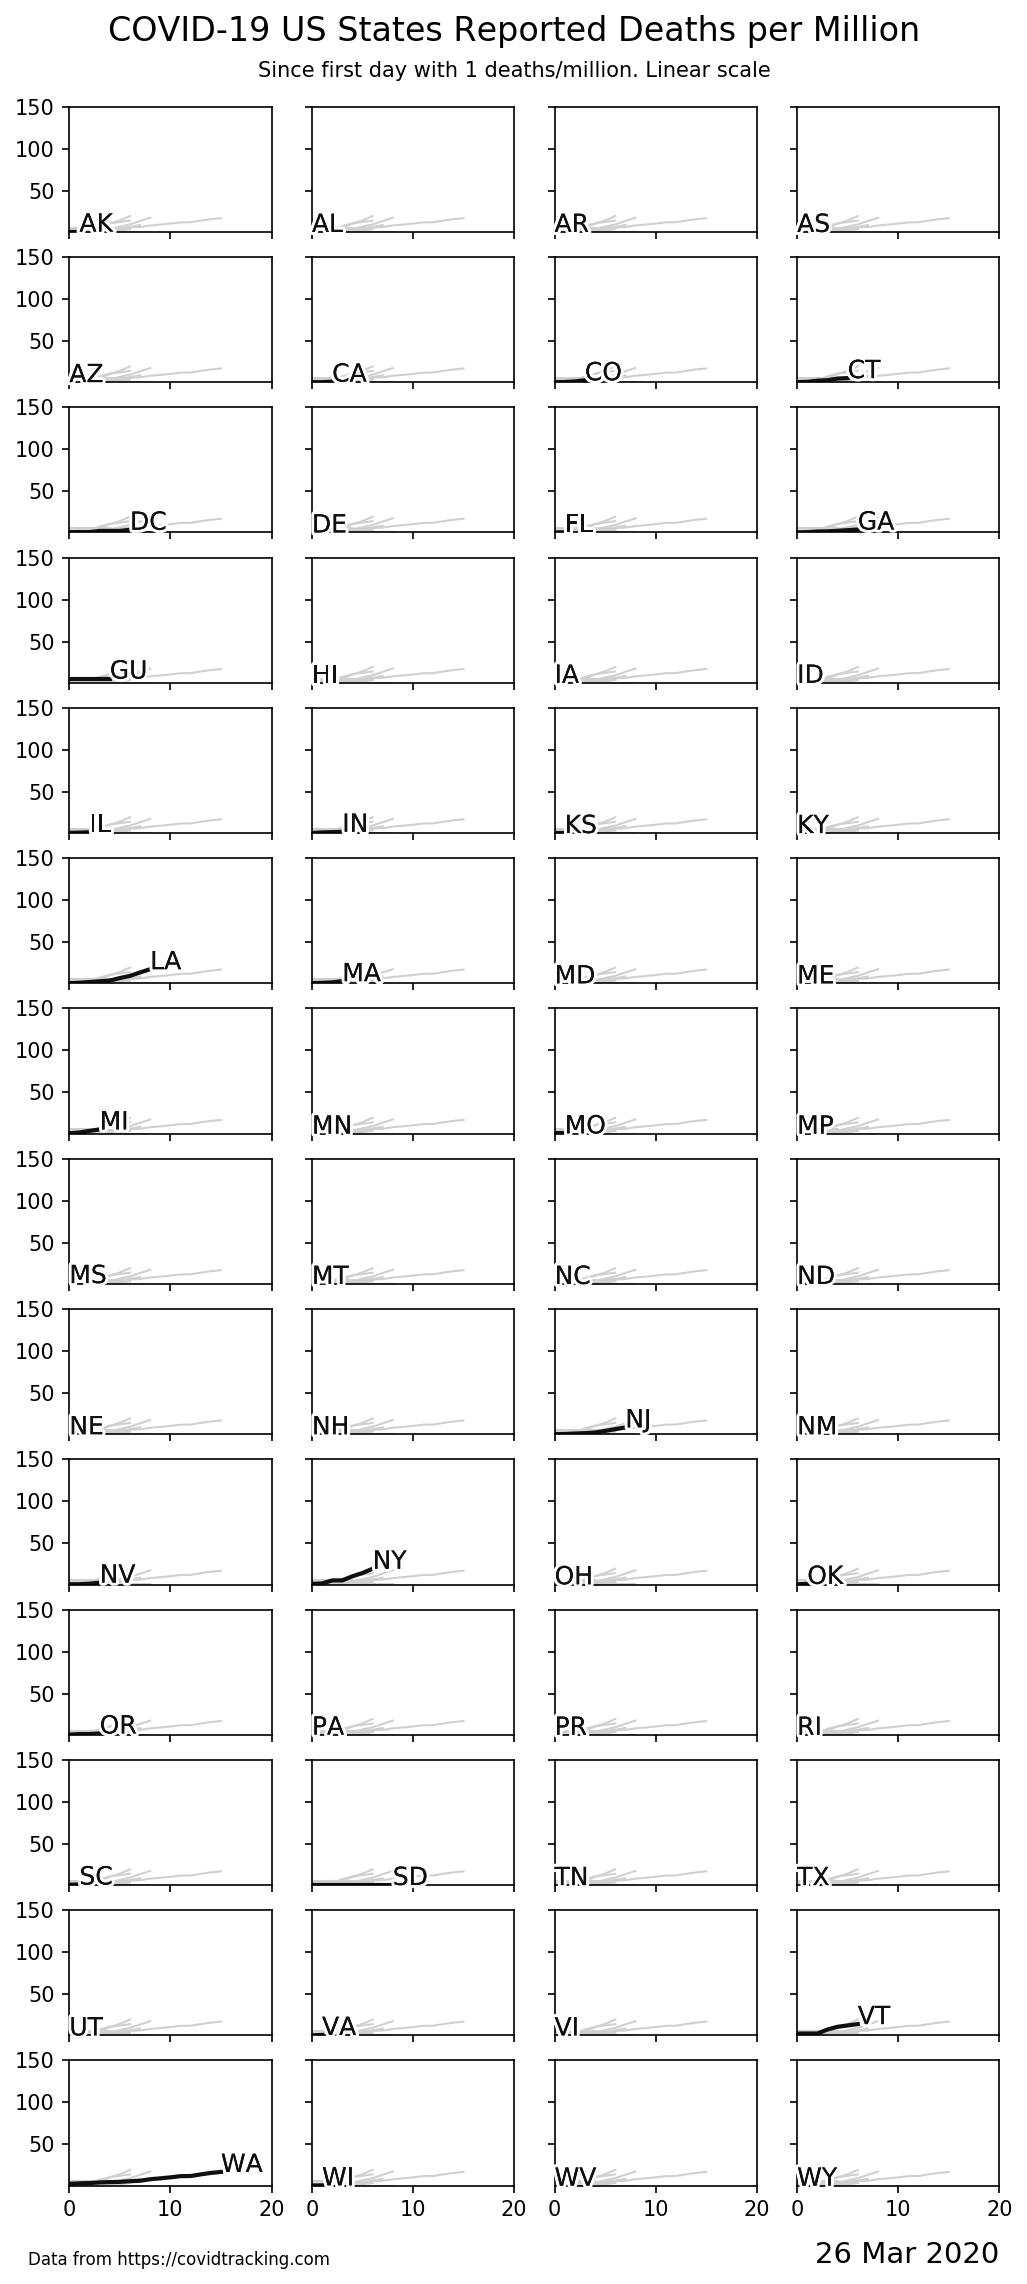 COVID-19 US States Reported Deaths per Million
Since first day with 1 deaths/million. Linear scale
150
100
50
AK AL AR AS
150
100
50
AZ CA CO CT
150
100
50
DC DE FL GA
150
100
50
GU HI IA ID
150
100
50
IL IN KS KY
150
100
50
LA MA MD ME
150
100
50
MI MN MO MP
150
100
50
MS MT NC ND
150
100
50
NE NH NJ NM
150
100
50
NV NY OH OK
150
100
50
OR PA PR RI
150
100
50
SC SD TN TX
150
100
50
UT VA VI VT
150
100
50
WA WI WV WY
0 10 20 0 10 20 0 10 20 0 10 20
Data from https://covidtracking.com 26 Mar 2020